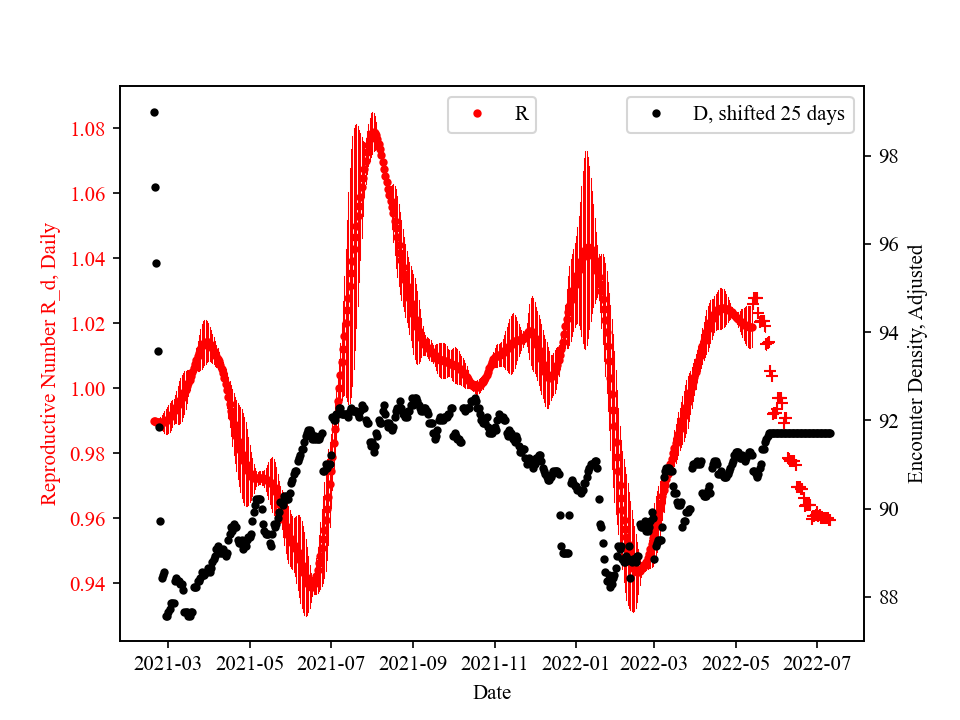 R
D, shifted 25 days
1.08
1.06
1.04
1.02
1.00
0.98
0.96
0.94
Reproductive Number R_d, Daily
98
96
94
92
90
88
Encounter Density, Adjusted
2021-03 2021-05 2021-07 2021-09 2021-11 2022-01 2022-03 2022-05 2022-07
Date